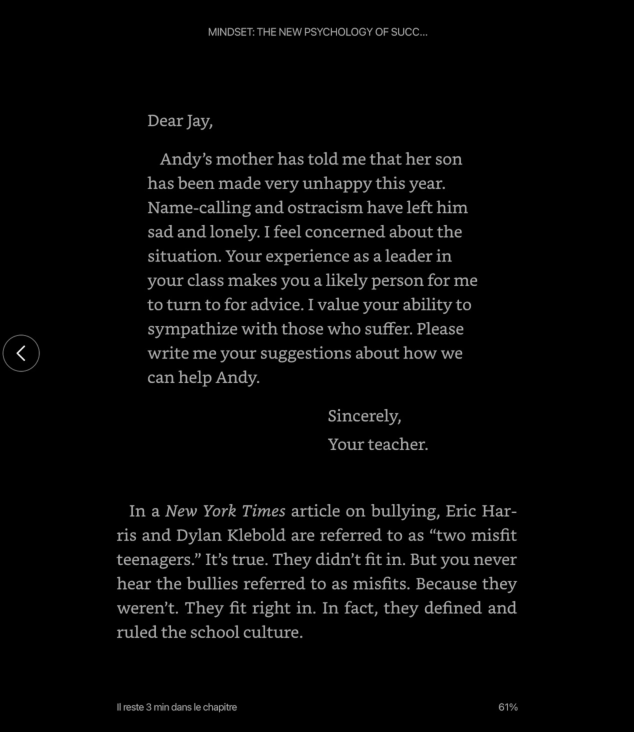 MINDSET: THE NEW PSYCHOLOGY OF SUCC...
Dear Jay,
Andy’s mother has told me that her son
has been made very unhappy this year.
Name-calling and ostracism have left him
sad and lonely. I feel concerned about the
situation. Your experience as a leader in
your class makes you a likely person for me
to turn to for advice. I value your ability to
sympathize with those who suffer. Please
write me your suggestions about how we
can help Andy.
Sincerely,
Your teacher.
In a New York Times article on bullying, Eric Har-
ris and Dylan Klebold are referred to as “two misfit
teenagers.” It’s true. They didn’t fit in. But you never
hear the bullies referred to as misfits. Because they
weren’t. They fit right in. In fact, they defined and
ruled the school culture.
Il reste 3 min dans le chapitre
61%